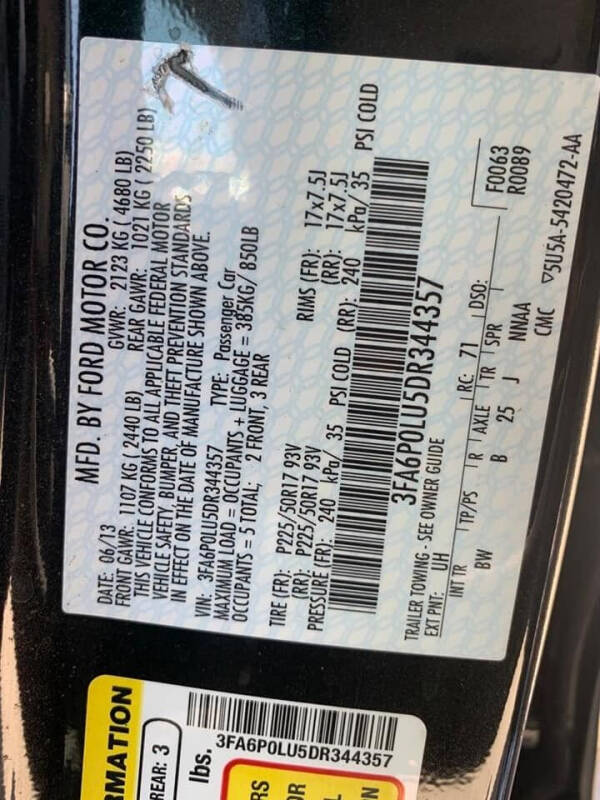 MFD. BY FORD MOTOR CO.
DATE: 06/13 GVWR: 2123 KG ( 4680 LB)
FRONT GAWR: 1107 KG ( 2440 LB) REAR GAWR: 1021 KG ( 2250 LB)
THIS VEHICLE CONFORMS TO ALL APPLICABLE FEDERAL MOTOR
VEHICLE SAFETY, BUMPER, AND THEFT PREVENTION STANDARDS
IN EFFECT ON THE DATE OF MANUFACTURE SHOWN ABOVE.
VIN: 3FA6P0LU5DR344357 TYPE: Passenger Car
MAXIMUM LOAD = OCCUPANTS + LUGGAGE = 385KG/ 850LB
OCCUPANTS = 5 TOTAL; 2 FRONT, 3 REAR
TIRE (FR): P225/50R17 93V RIMS (FR): 17x7.5J
(RR): P225/50R17 93V (RR): 17x7.5J
PRESSURE (FR): 240 kPa/ 35 PSI COLD (RR): 240 kPa/ 35 PSI COLD
3FA6P0LU5DR344357
TRAILER TOWING - SEE OWNER GUIDE
EXT PNT: UH RC: 71 DSO: F0063
R0089
INT TR TP/PS R AXLE TR SPR
BW B 25 J NNAA
CMC ▽5U5A-5420472-AA
RMATION
REAR: 3
lbs.
3FA6P0LU5DR344357
RS
OR
L
N